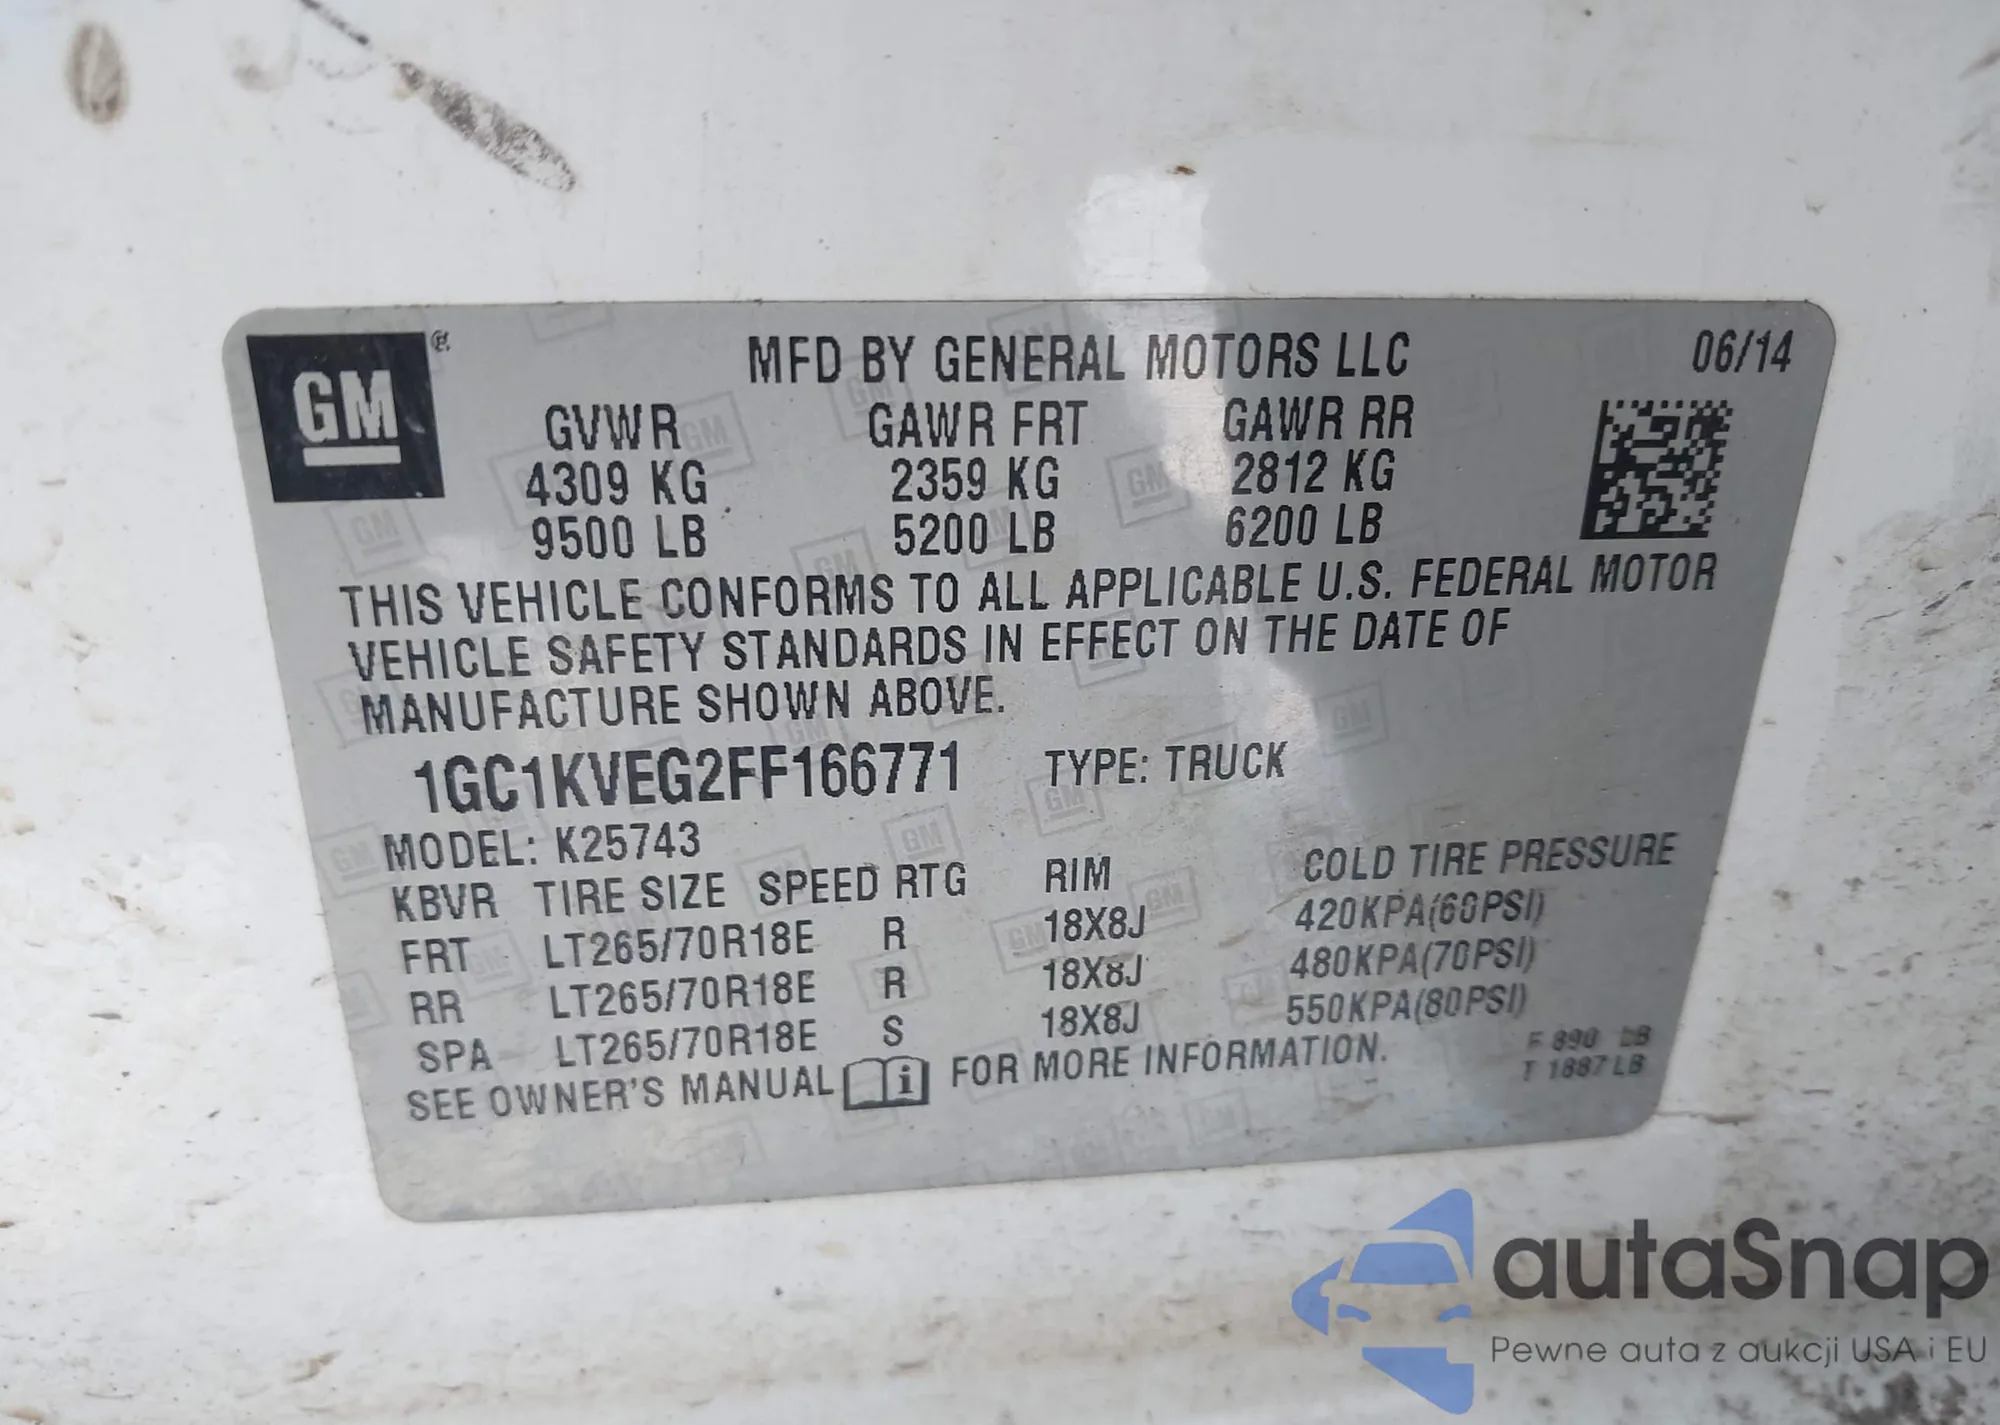 GM
MFD BY GENERAL MOTORS LLC 06/14
GVWR GAWR FRT GAWR RR
4309 KG 2359 KG 2812 KG
9500 LB 5200 LB 6200 LB
THIS VEHICLE CONFORMS TO ALL APPLICABLE U.S. FEDERAL MOTOR
VEHICLE SAFETY STANDARDS IN EFFECT ON THE DATE OF
MANUFACTURE SHOWN ABOVE.
1GC1KVEG2FF166771 TYPE: TRUCK
MODEL: K25743
KBVR TIRE SIZE SPEED RTG RIM COLD TIRE PRESSURE
FRT LT265/70R18E R 18X8J 420KPA(60PSI)
RR LT265/70R18E R 18X8J 480KPA(70PSI)
SPA LT265/70R18E S 18X8J 550KPA(80PSI)
SEE OWNER'S MANUAL i FOR MORE INFORMATION.
F 890 LB
T 1887 LB
autaSnap
Pewne auta z aukcji USA i EU